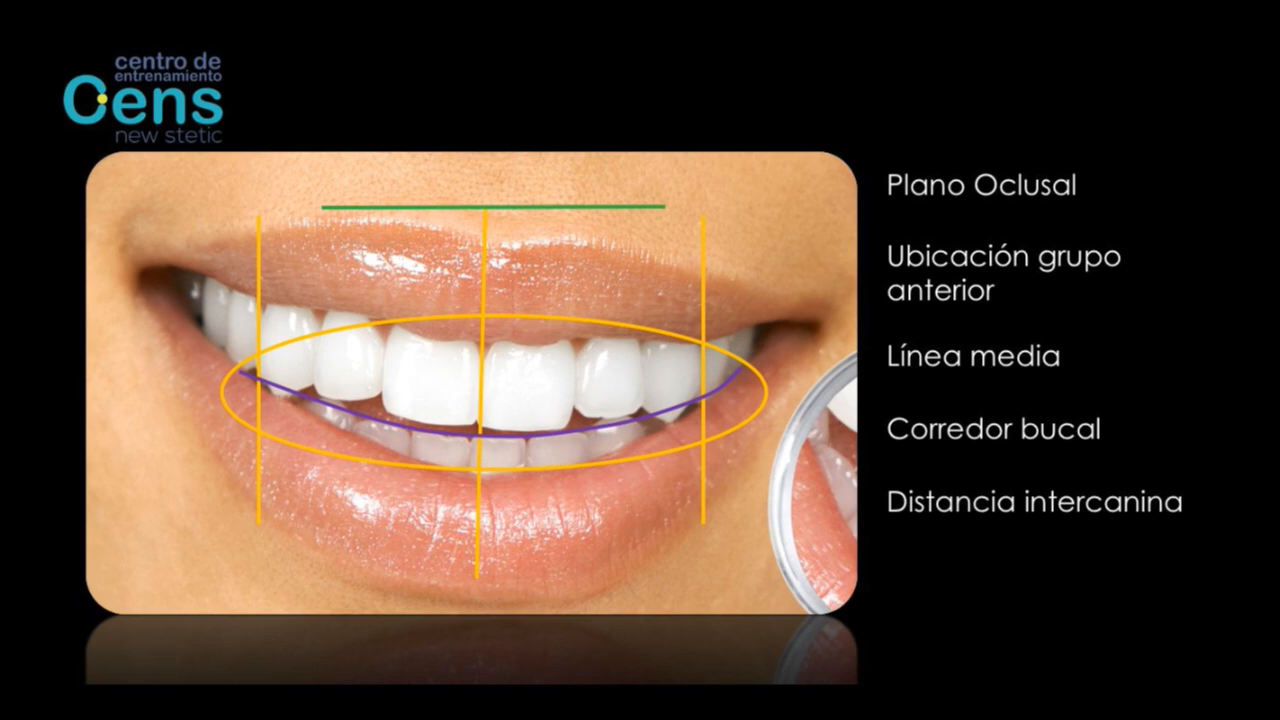 centro de
entrenamiento
Cens
new stetic
Plano Oclusal
Ubicación grupo
anterior
Línea media
Corredor bucal
Distancia intercanina